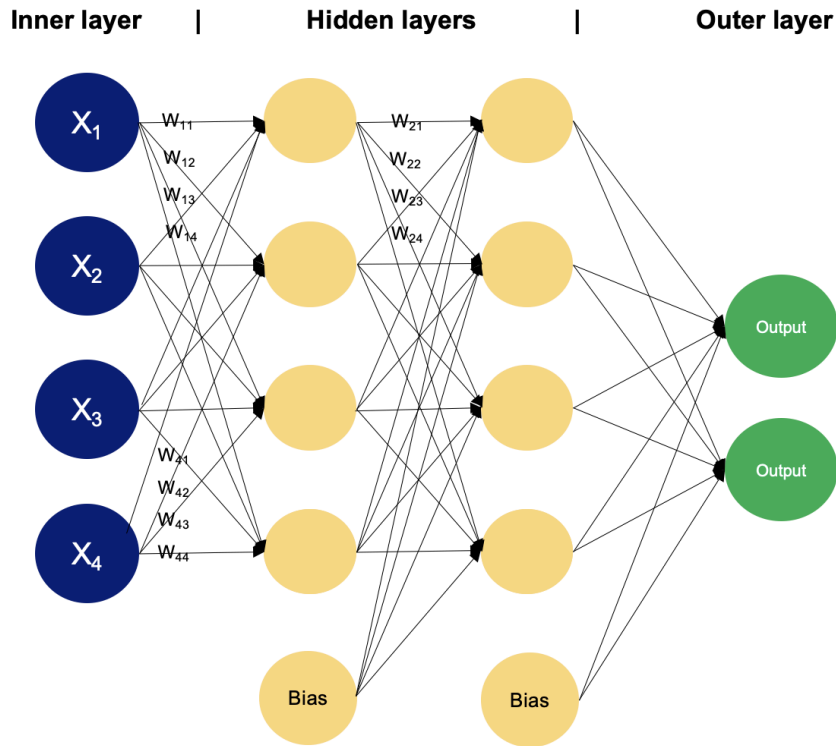 Inner layer | Hidden layers | Outer layer
X1
W11
W21
W12
W22
W13
W23
W14
W24
X2
Output
X3
W41
Output
W42
W43
X4
W44
Bias
Bias